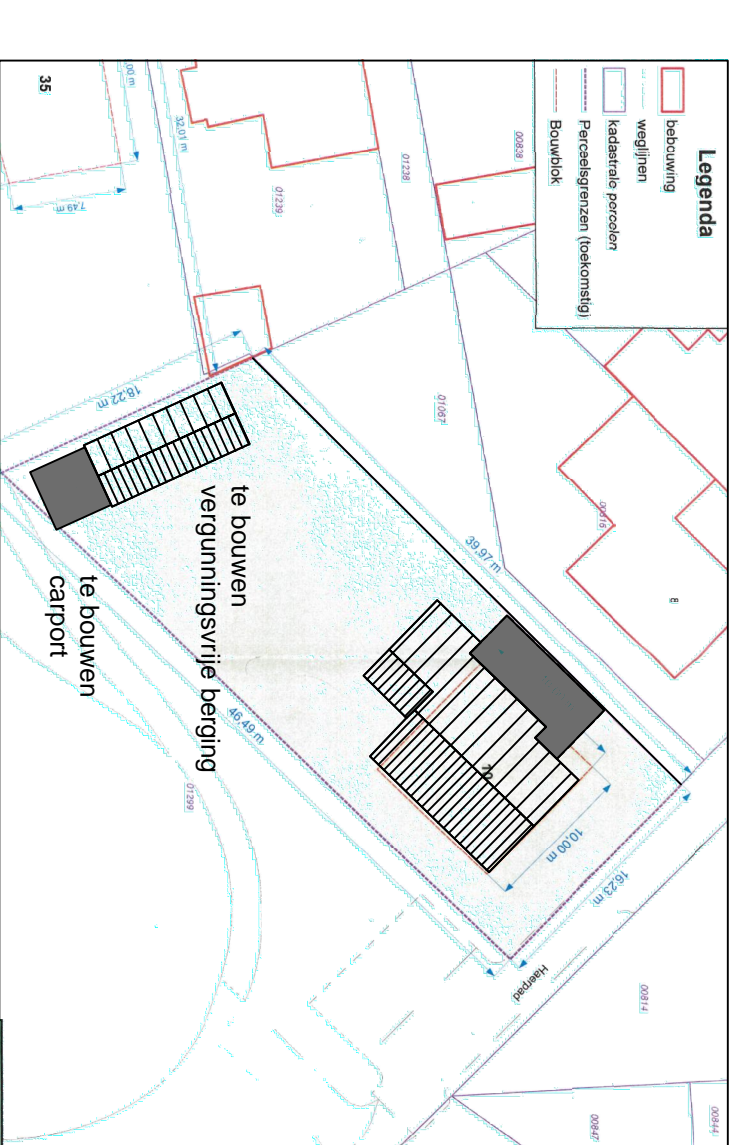 Legenda
bebouwing
weglijnen
kadastrale percelen
Perceelsgrenzen (toekomstig)
Bouwblok
00838
01238
01239
32,01 m
7,49 m
35
01067
00815
8
39,97 m
18,22 m
te bouwen
vergunningsvrije berging
te bouwen
carport
46,49 m
01299
10
10,00 m
16,23 m
Haerpad
00814
00844
00847